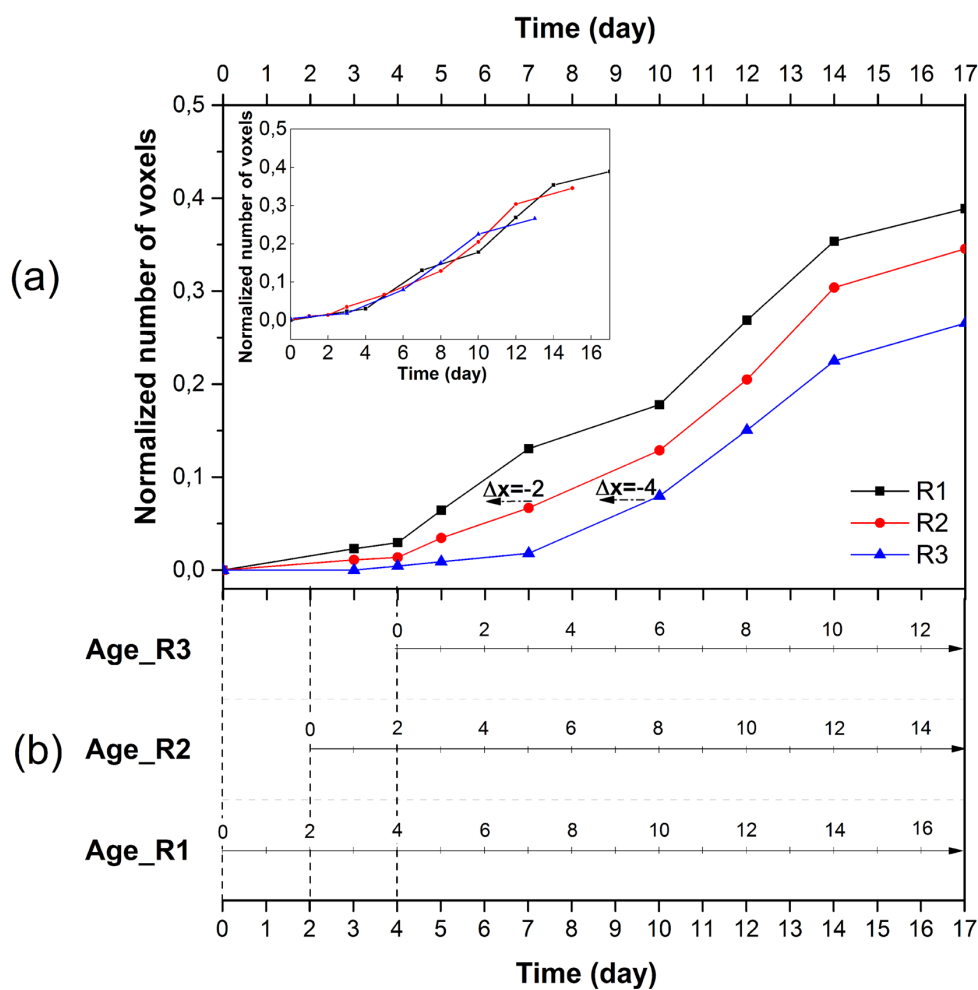 Time (day)
0 1 2 3 4 5 6 7 8 9 10 11 12 13 14 15 16 17
(a)
Normalized number of voxels
0,5
0,4
0,3
0,2
0,1
0,0
Normalized number of voxels
0,5
0,4
0,3
0,2
0,1
0,0
0 2 4 6 8 10 12 14 16
Time (day)
Δx=-2
Δx=-4
R1
R2
R3
(b)
0 2 4 6 8 10 12
Age_R3
0 2 4 6 8 10 12 14
Age_R2
0 2 4 6 8 10 12 14 16
Age_R1
0 1 2 3 4 5 6 7 8 9 10 11 12 13 14 15 16 17
Time (day)